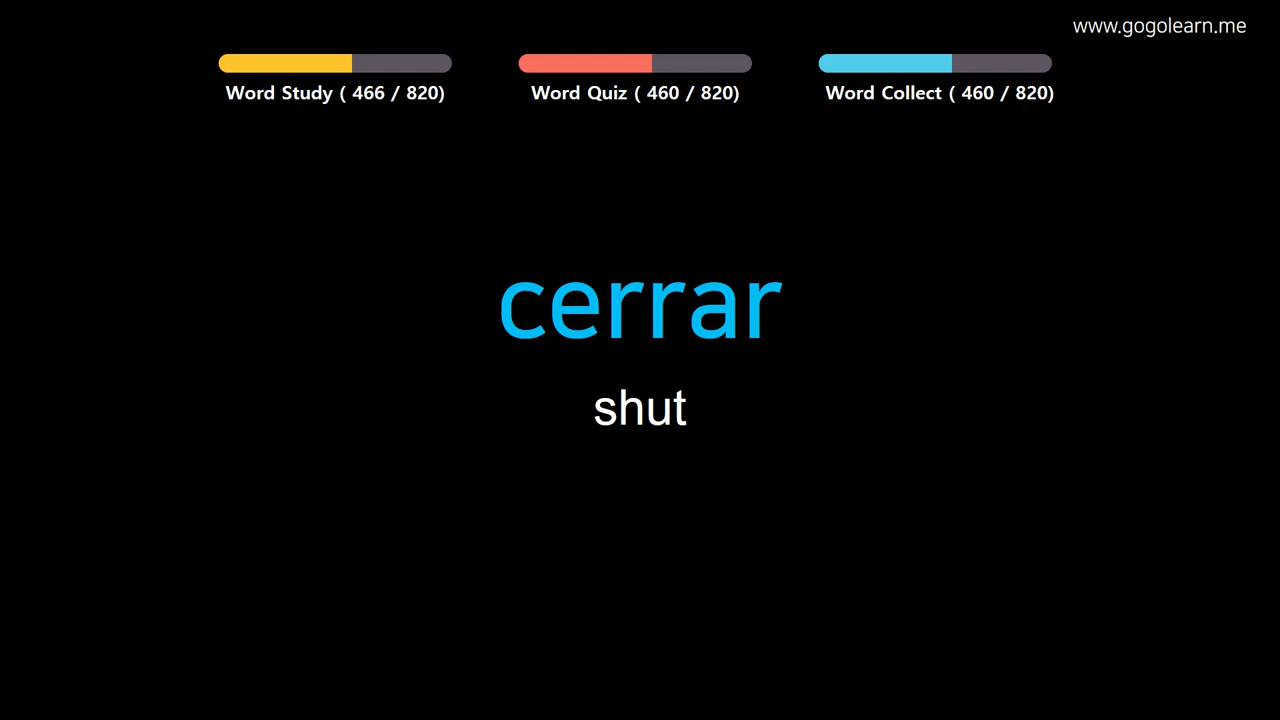 www.gogolearn.me
Word Study ( 466 / 820)
Word Quiz ( 460 / 820)
Word Collect ( 460 / 820)
cerrar
shut